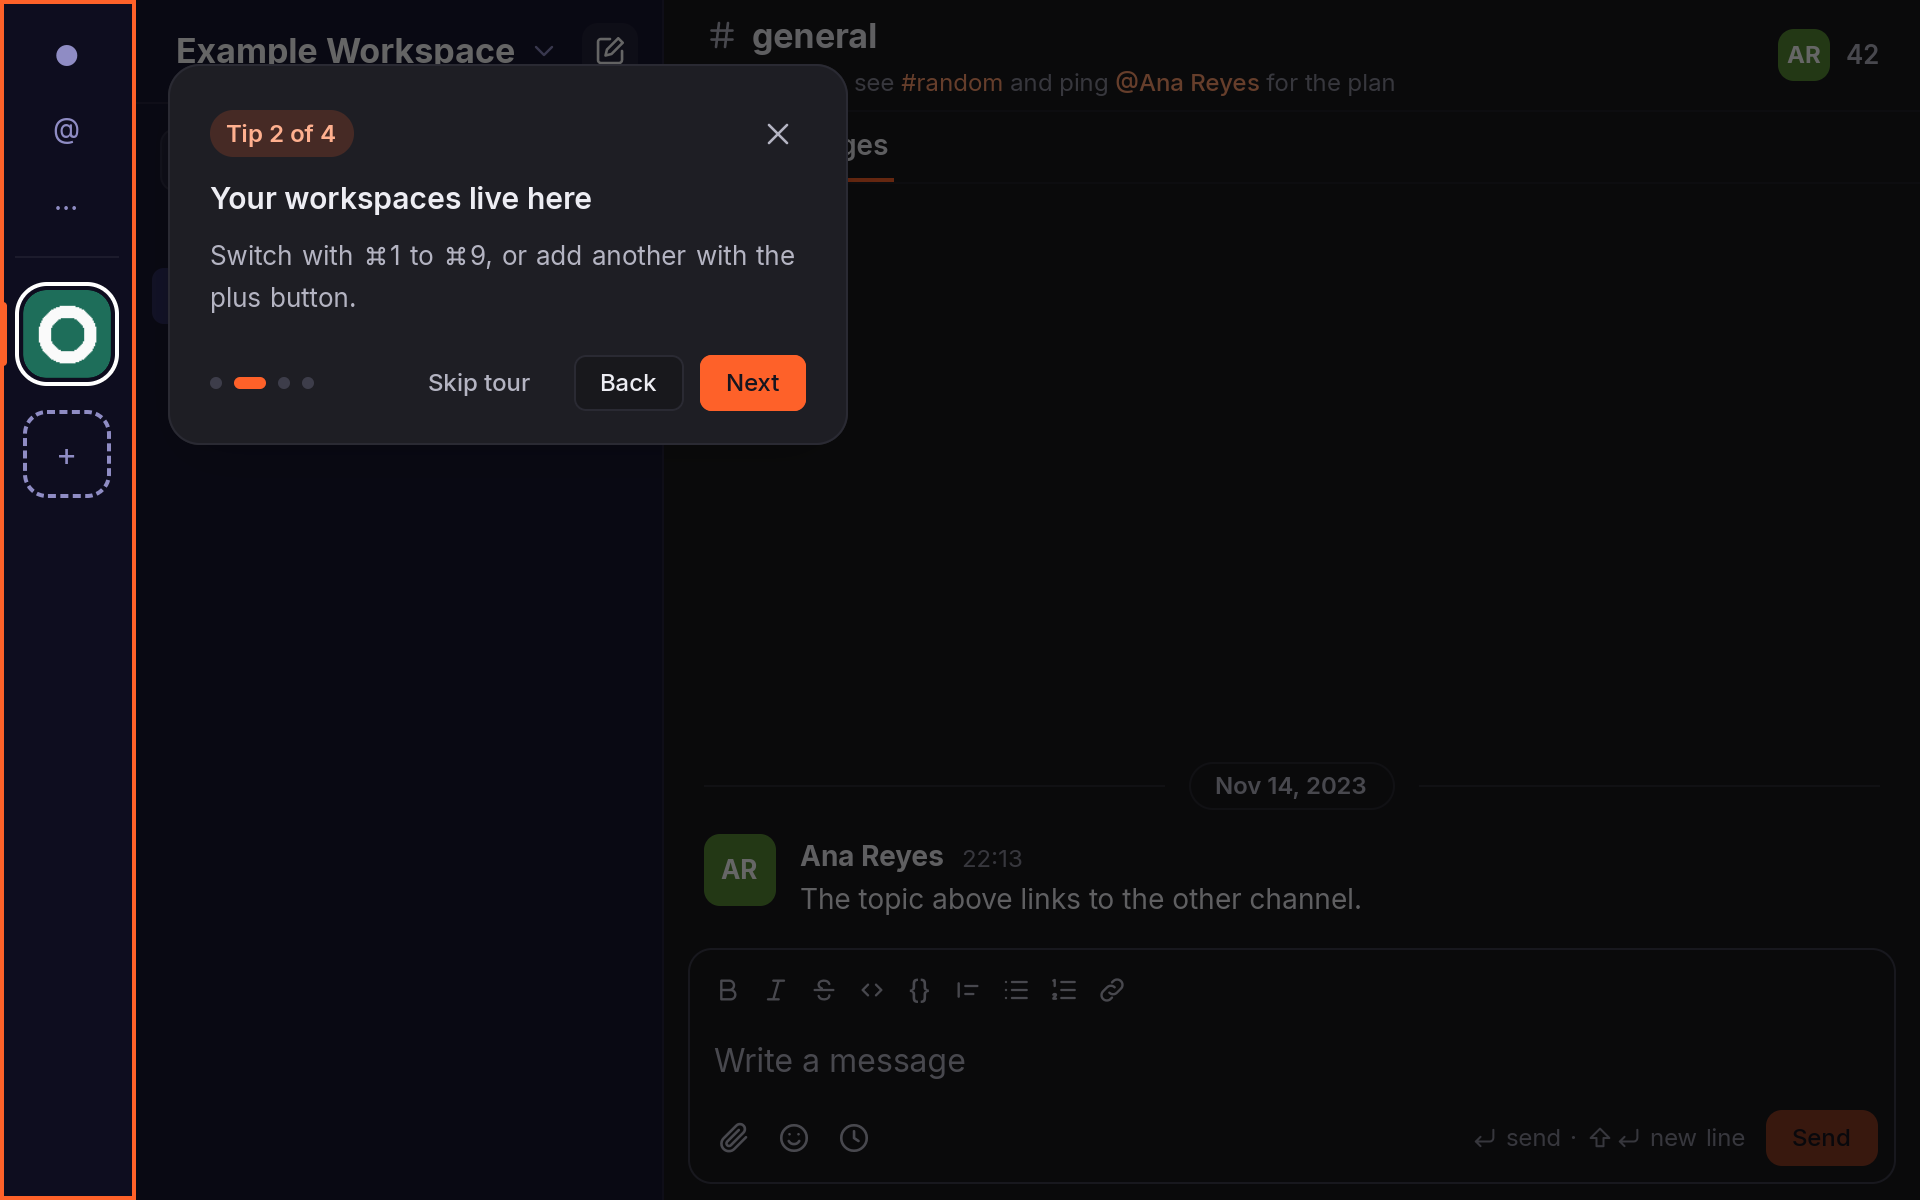 @
Example Workspace
# general
see #random and ping @Ana Reyes for the plan
AR 42
Tip 2 of 4
Your workspaces live here
Switch with ⌘1 to ⌘9, or add another with the
plus button.
Skip tour
Back
Next
+
Nov 14, 2023
AR
Ana Reyes 22:13
The topic above links to the other channel.
Write a message
send · new line
Send